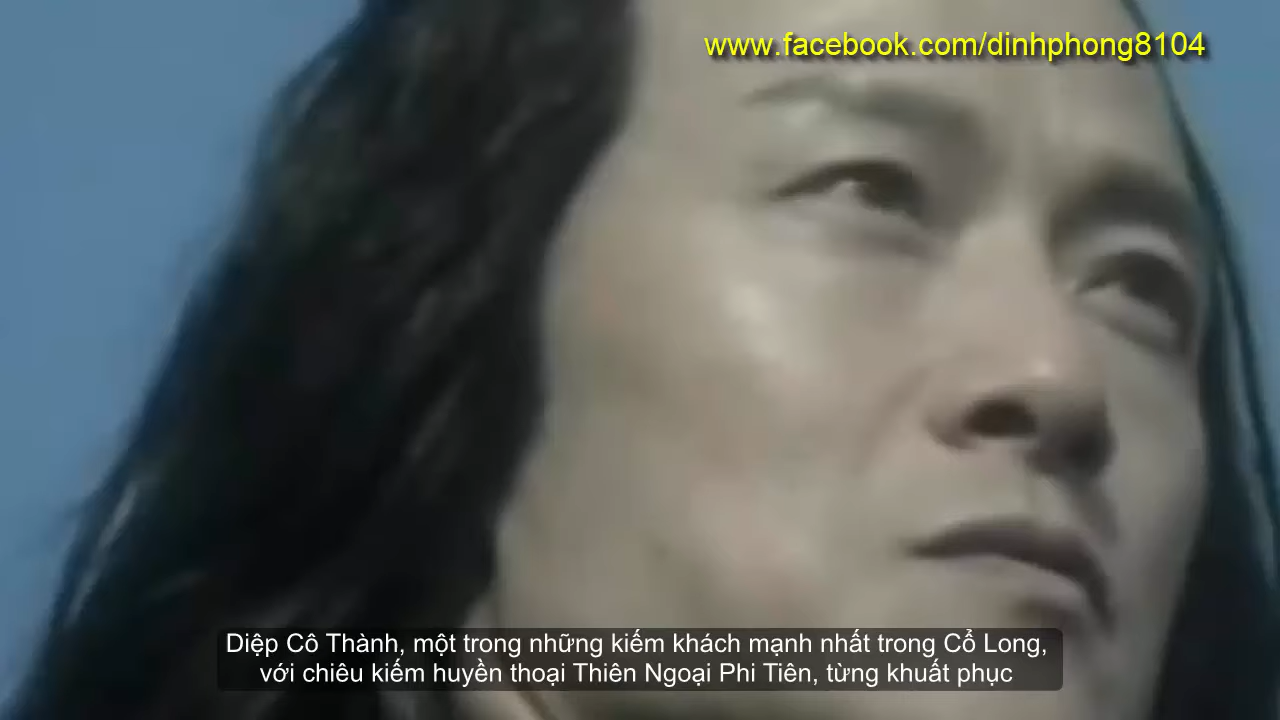 www.facebook.com/dinhphong8104
Diệp Cô Thành, một trong những kiếm khách mạnh nhất trong Cổ Long,
với chiêu kiếm huyền thoại Thiên Ngoại Phi Tiên, từng khuất phục